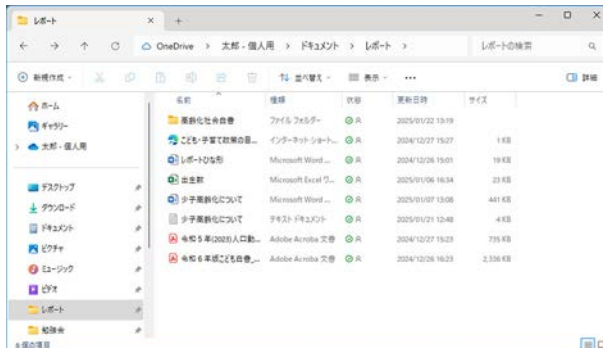 レポート
OneDrive > 太郎 - 個人用 > ドキュメント > レポート >
レポートの検索
新規作成
並べ替え
表示
詳細
名前 種類 状態 更新日時 サイズ
高齢化社会白書 ファイル フォルダー 2025/01/22 13:19
こども・子育て政策の目... インターネット ショート... 2024/12/27 15:27 1 KB
レポートひな形 Microsoft Word ... 2024/12/26 15:01 19 KB
出生数 Microsoft Excel ワ... 2025/01/06 16:34 23 KB
少子高齢化について Microsoft Word ... 2025/01/07 13:08 441 KB
少子高齢化について テキスト ドキュメント 2025/01/21 12:48 4 KB
令和5年(2023)人口動... Adobe Acrobat 文書 2024/12/27 15:23 735 KB
令和6年版こども白書_... Adobe Acrobat 文書 2024/12/26 16:23 2,336 KB
ホーム
ギャラリー
太郎 - 個人用
デスクトップ
ダウンロード
ドキュメント
ピクチャ
ミュージック
ビデオ
レポート
勉強会
8 個の項目